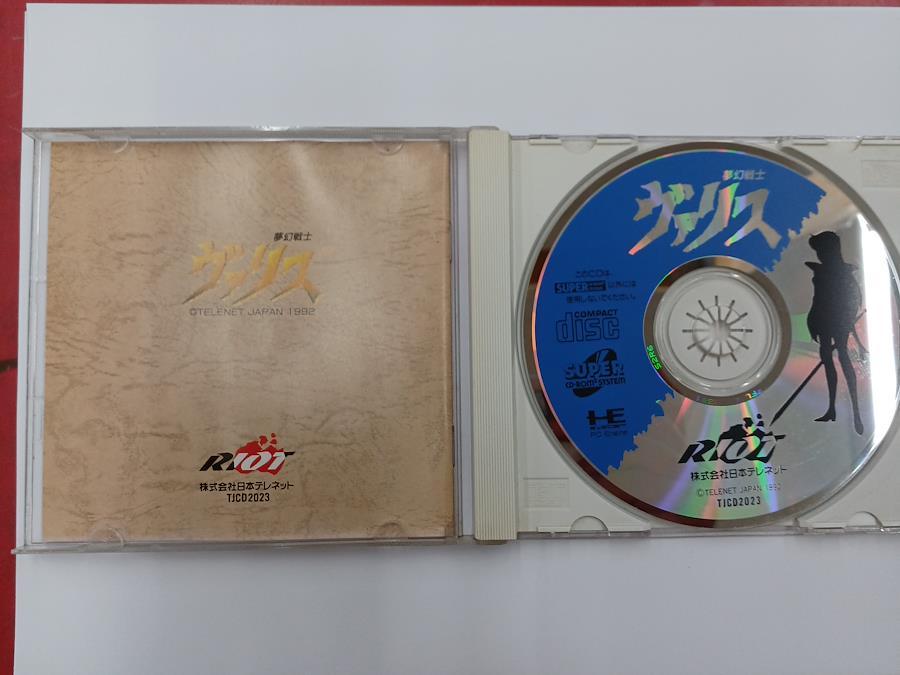 夢幻戦士
ヴァリス
©TELENET JAPAN 1992
RIOT
株式会社日本テレネット
TJCD2023
夢幻戦士
ヴァリス
このCDは
SUPER 以外には
使用しないでください。
COMPACT
disc
SUPER
CD-ROM² SYSTEM
HE
PC Engine
S2R6
RIOT
株式会社日本テレネット
©TELENET JAPAN 1992
TJCD2023